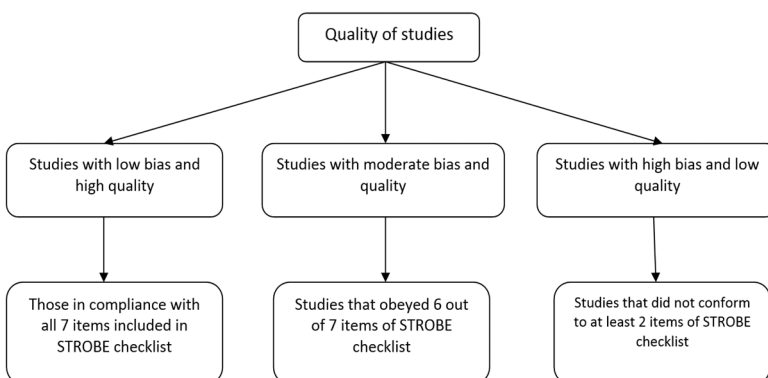 Quality of studies
Studies with low bias and
high quality
Studies with moderate bias and
quality
Studies with high bias and low
quality
Those in compliance with
all 7 items included in
STROBE checklist
Studies that obeyed 6 out
of 7 items of STROBE
checklist
Studies that did not conform
to at least 2 items of STROBE
checklist